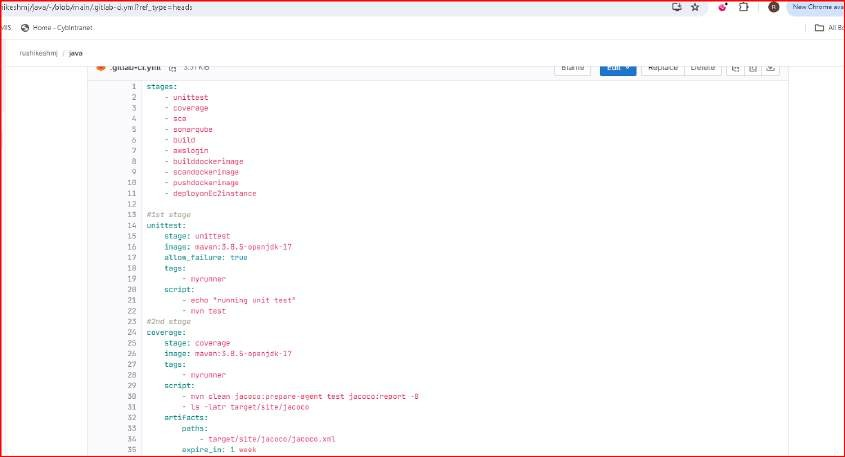 ikeshmj/java/-/blob/main/.gitlab-ci.yml?ref_type=heads
New Chrome ava
MIS
Home - CybIntranet
All Bo
rushikeshmj / java
.gitlab-ci.yml 3.51 KiB
Blame Edit Replace Delete
1 stages:
2 - unittest
3 - coverage
4 - sca
5 - sonarqube
6 - build
7 - awslogin
8 - builddockerimage
9 - scandockerimage
10 - pushdockerimage
11 - deployonEc2instance
12
13 #1st stage
14 unittest:
15 stage: unittest
16 image: maven:3.8.5-openjdk-17
17 allow_failure: true
18 tags:
19 - myrunner
20 script:
21 - echo "running unit test"
22 - mvn test
23 #2nd stage
24 coverage:
25 stage: coverage
26 image: maven:3.8.5-openjdk-17
27 tags:
28 - myrunner
29 script:
30 - mvn clean jacoco:prepare-agent test jacoco:report -B
31 - ls -latr target/site/jacoco
32 artifacts:
33 paths:
34 - target/site/jacoco/jacoco.xml
35 expire_in: 1 week